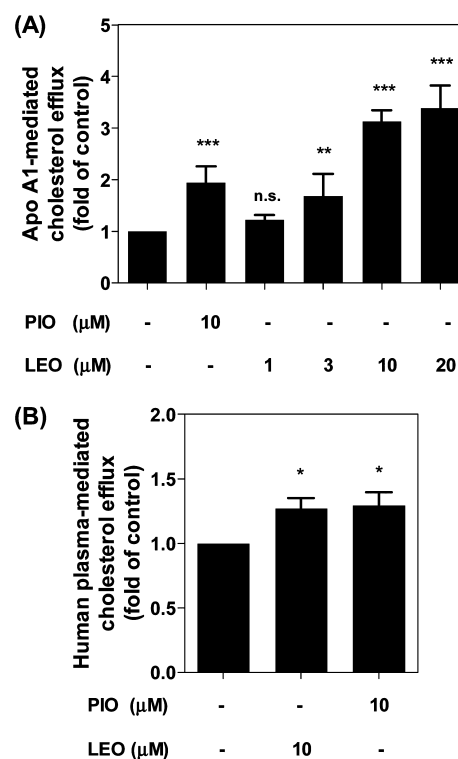 (A)
Apo A1-mediated
cholesterol efflux
(fold of control)
5
4
3
2
1
0
***
n.s.
**
***
***
PIO (μM) - 10 - - - -
LEO (μM) - - 1 3 10 20
(B)
Human plasma-mediated
cholesterol efflux
(fold of control)
2.0
1.5
1.0
0.5
0.0
* *
PIO (μM) - - 10
LEO (μM) - 10 -